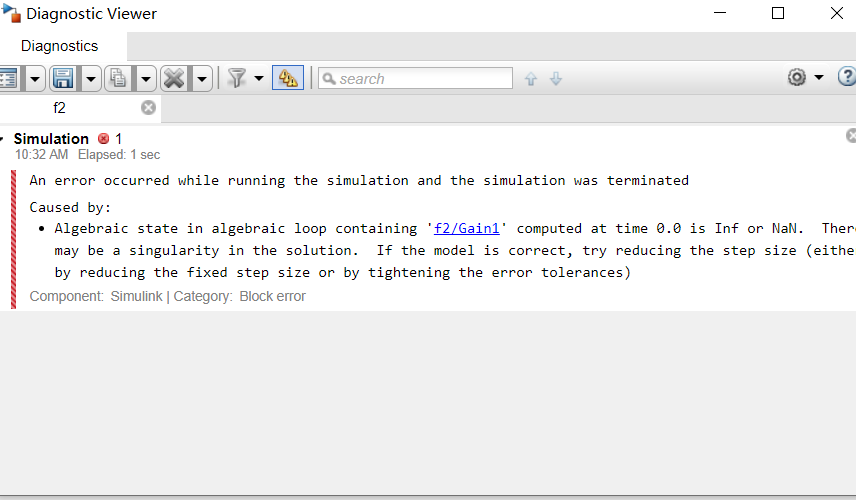 Diagnostic Viewer
Diagnostics
search
?
f2
Simulation 1
10:32 AM Elapsed: 1 sec
An error occurred while running the simulation and the simulation was terminated
Caused by:
• Algebraic state in algebraic loop containing 'f2/Gain1' computed at time 0.0 is Inf or NaN. Ther
may be a singularity in the solution. If the model is correct, try reducing the step size (eithe
by reducing the fixed step size or by tightening the error tolerances)
Component: Simulink | Category: Block error